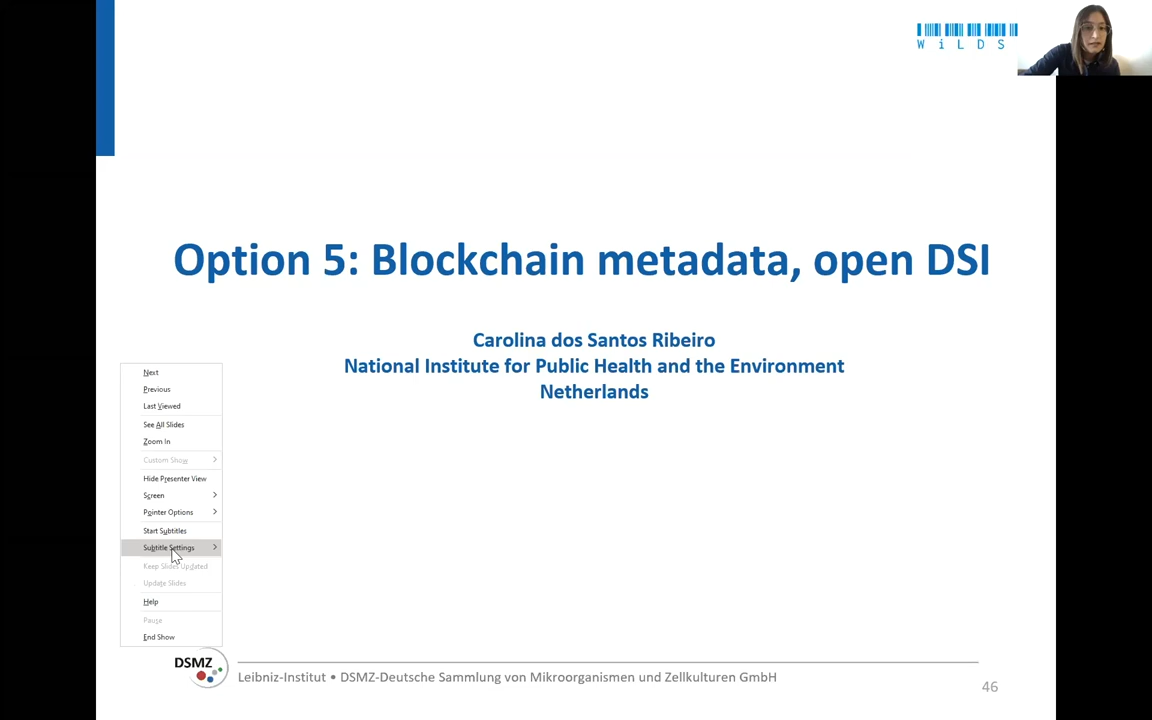 WiLDS
Option 5: Blockchain metadata, open DSI
Carolina dos Santos Ribeiro
National Institute for Public Health and the Environment
Netherlands
Next
Previous
Last Viewed
See All Slides
Zoom In
Custom Show
Hide Presenter View
Screen
Pointer Options
Start Subtitles
Subtitle Settings
Keep Slides Updated
Update Slides
Help
Pause
End Show
DSMZ
Leibniz-Institut • DSMZ-Deutsche Sammlung von Mikroorganismen und Zellkulturen GmbH
46